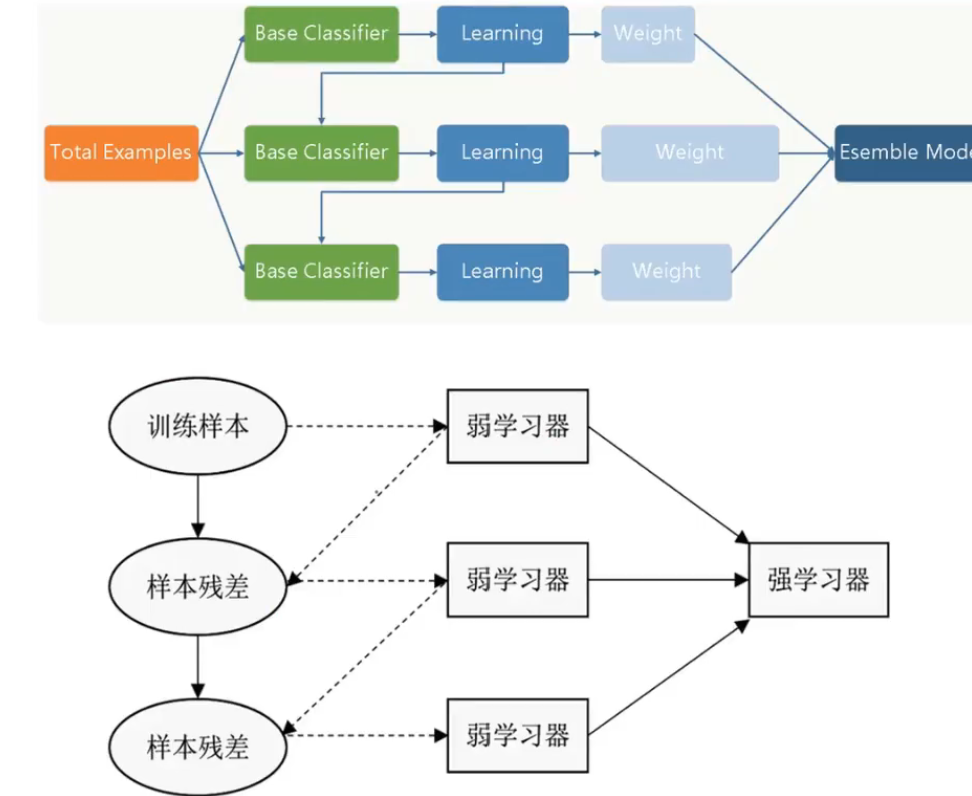 Base Classifier
Learning
Weight
Total Examples
Base Classifier
Learning
Weight
Esemble Mode
Base Classifier
Learning
Weight
训练样本
弱学习器
样本残差
弱学习器
强学习器
样本残差
弱学习器